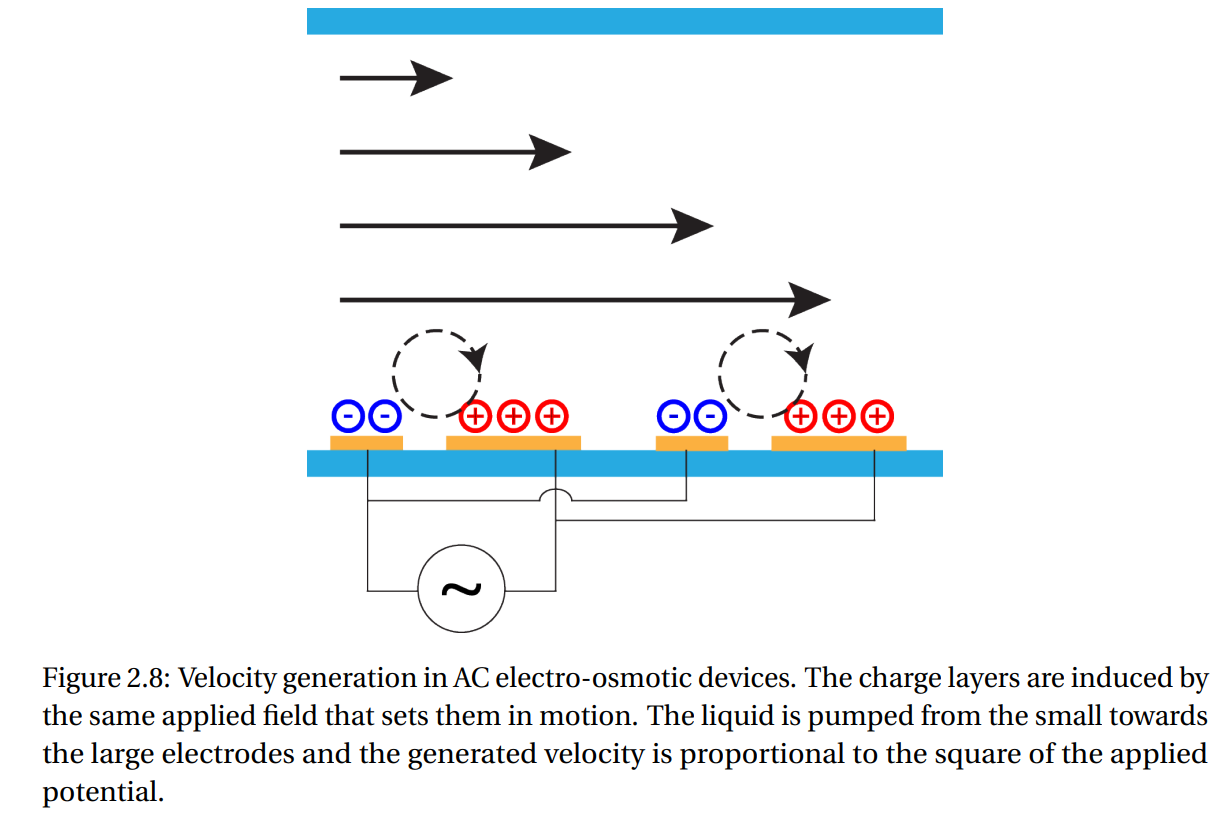 - - + + + - - + + +
~
Figure 2.8: Velocity generation in AC electro-osmotic devices. The charge layers are induced by
the same applied field that sets them in motion. The liquid is pumped from the small towards
the large electrodes and the generated velocity is proportional to the square of the applied
potential.